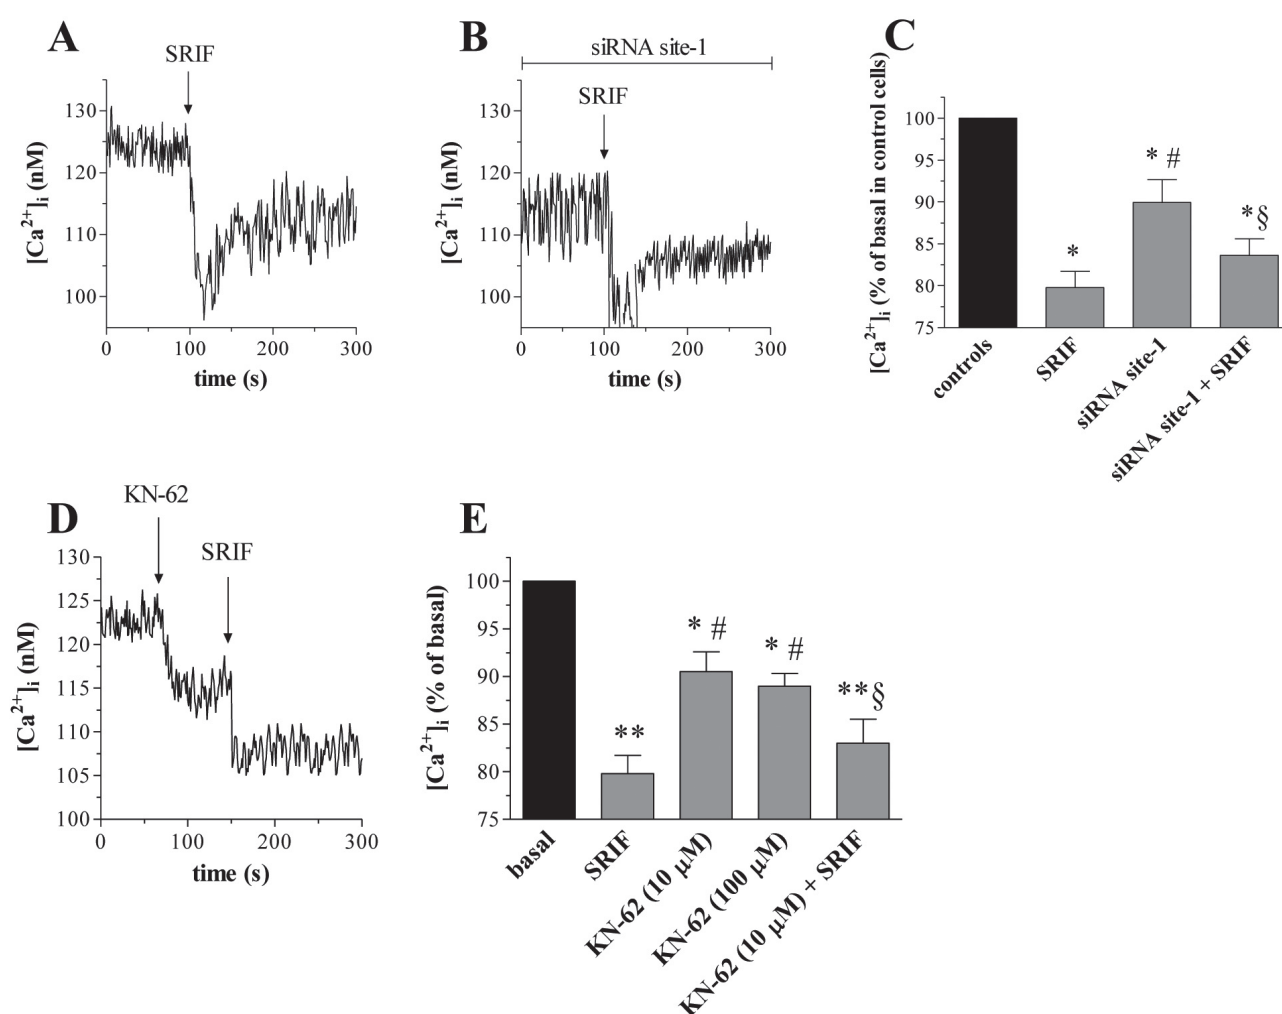 A
SRIF
130
120
110
100
[Ca2+]i (nM)
0 100 200 300
time (s)
B
siRNA site-1
SRIF
130
120
110
100
[Ca2+]i (nM)
0 100 200 300
time (s)
C
[Ca2+]i (% of basal in control cells)
100
95
90
85
80
75
*
* #
*§
controls
SRIF
siRNA site-1
siRNA site-1 + SRIF
D
KN-62
SRIF
130
125
120
115
110
105
100
[Ca2+]i (nM)
0 100 200 300
time (s)
E
[Ca2+]i (% of basal)
100
95
90
85
80
75
**
* #
* #
**§
basal
SRIF
KN-62 (10 μM)
KN-62 (100 μM)
KN-62 (10 μM) + SRIF